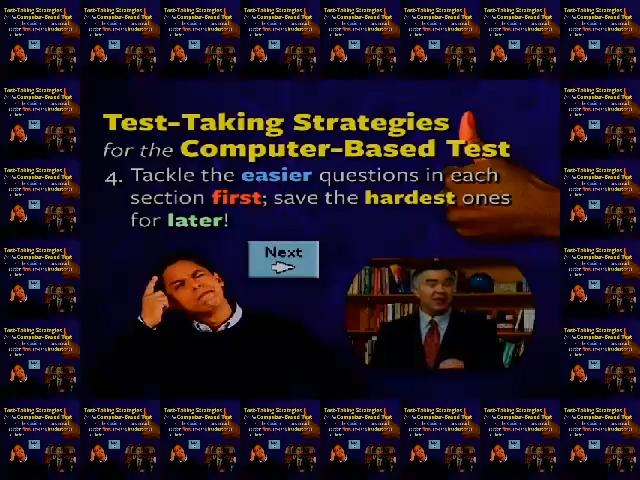 Test-Taking Strategies
for the Computer-Based Test
4. Tackle the easier questions in each
section first; save the hardest ones
for later!
Next